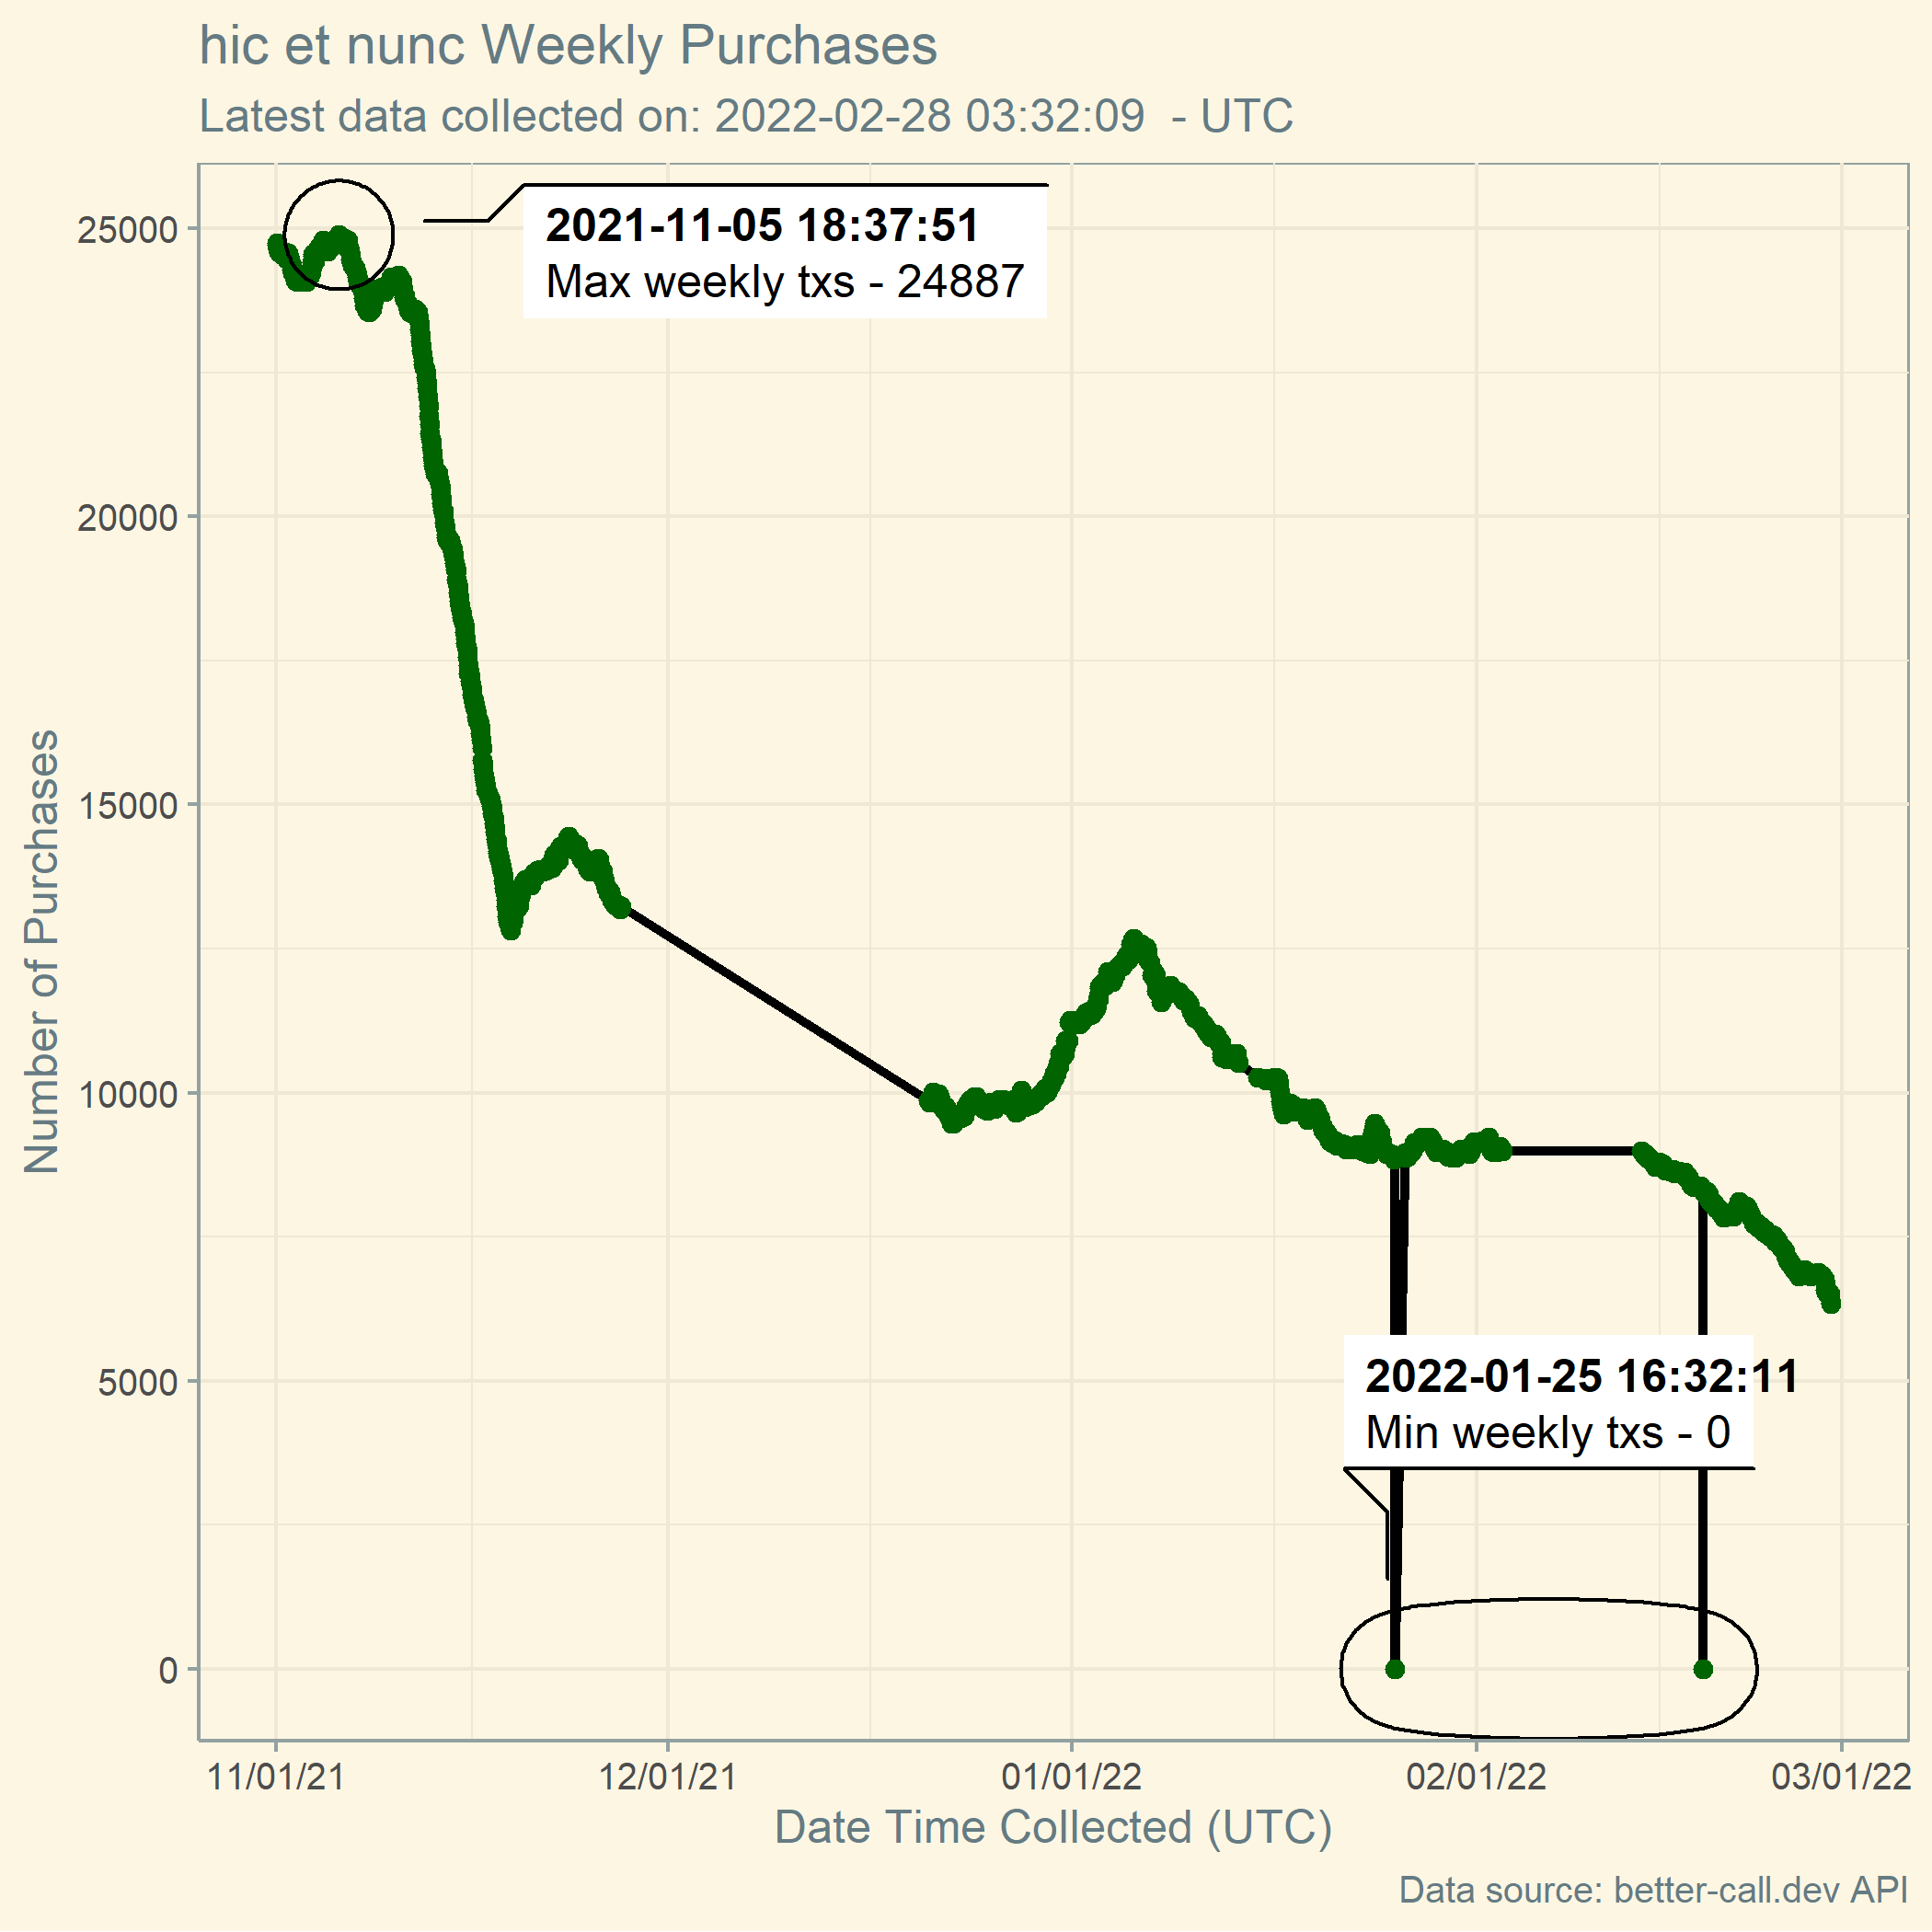 hic et nunc Weekly Purchases
Latest data collected on: 2022-02-28 03:32:09  - UTC
2021-11-05 18:37:51
Max weekly txs - 24887
25000
20000
15000
10000
5000
0
Number of Purchases
2022-01-25 16:32:11
Min weekly txs - 0
11/01/21
12/01/21
01/01/22
02/01/22
03/01/22
Date Time Collected (UTC)
Data source: better-call.dev API